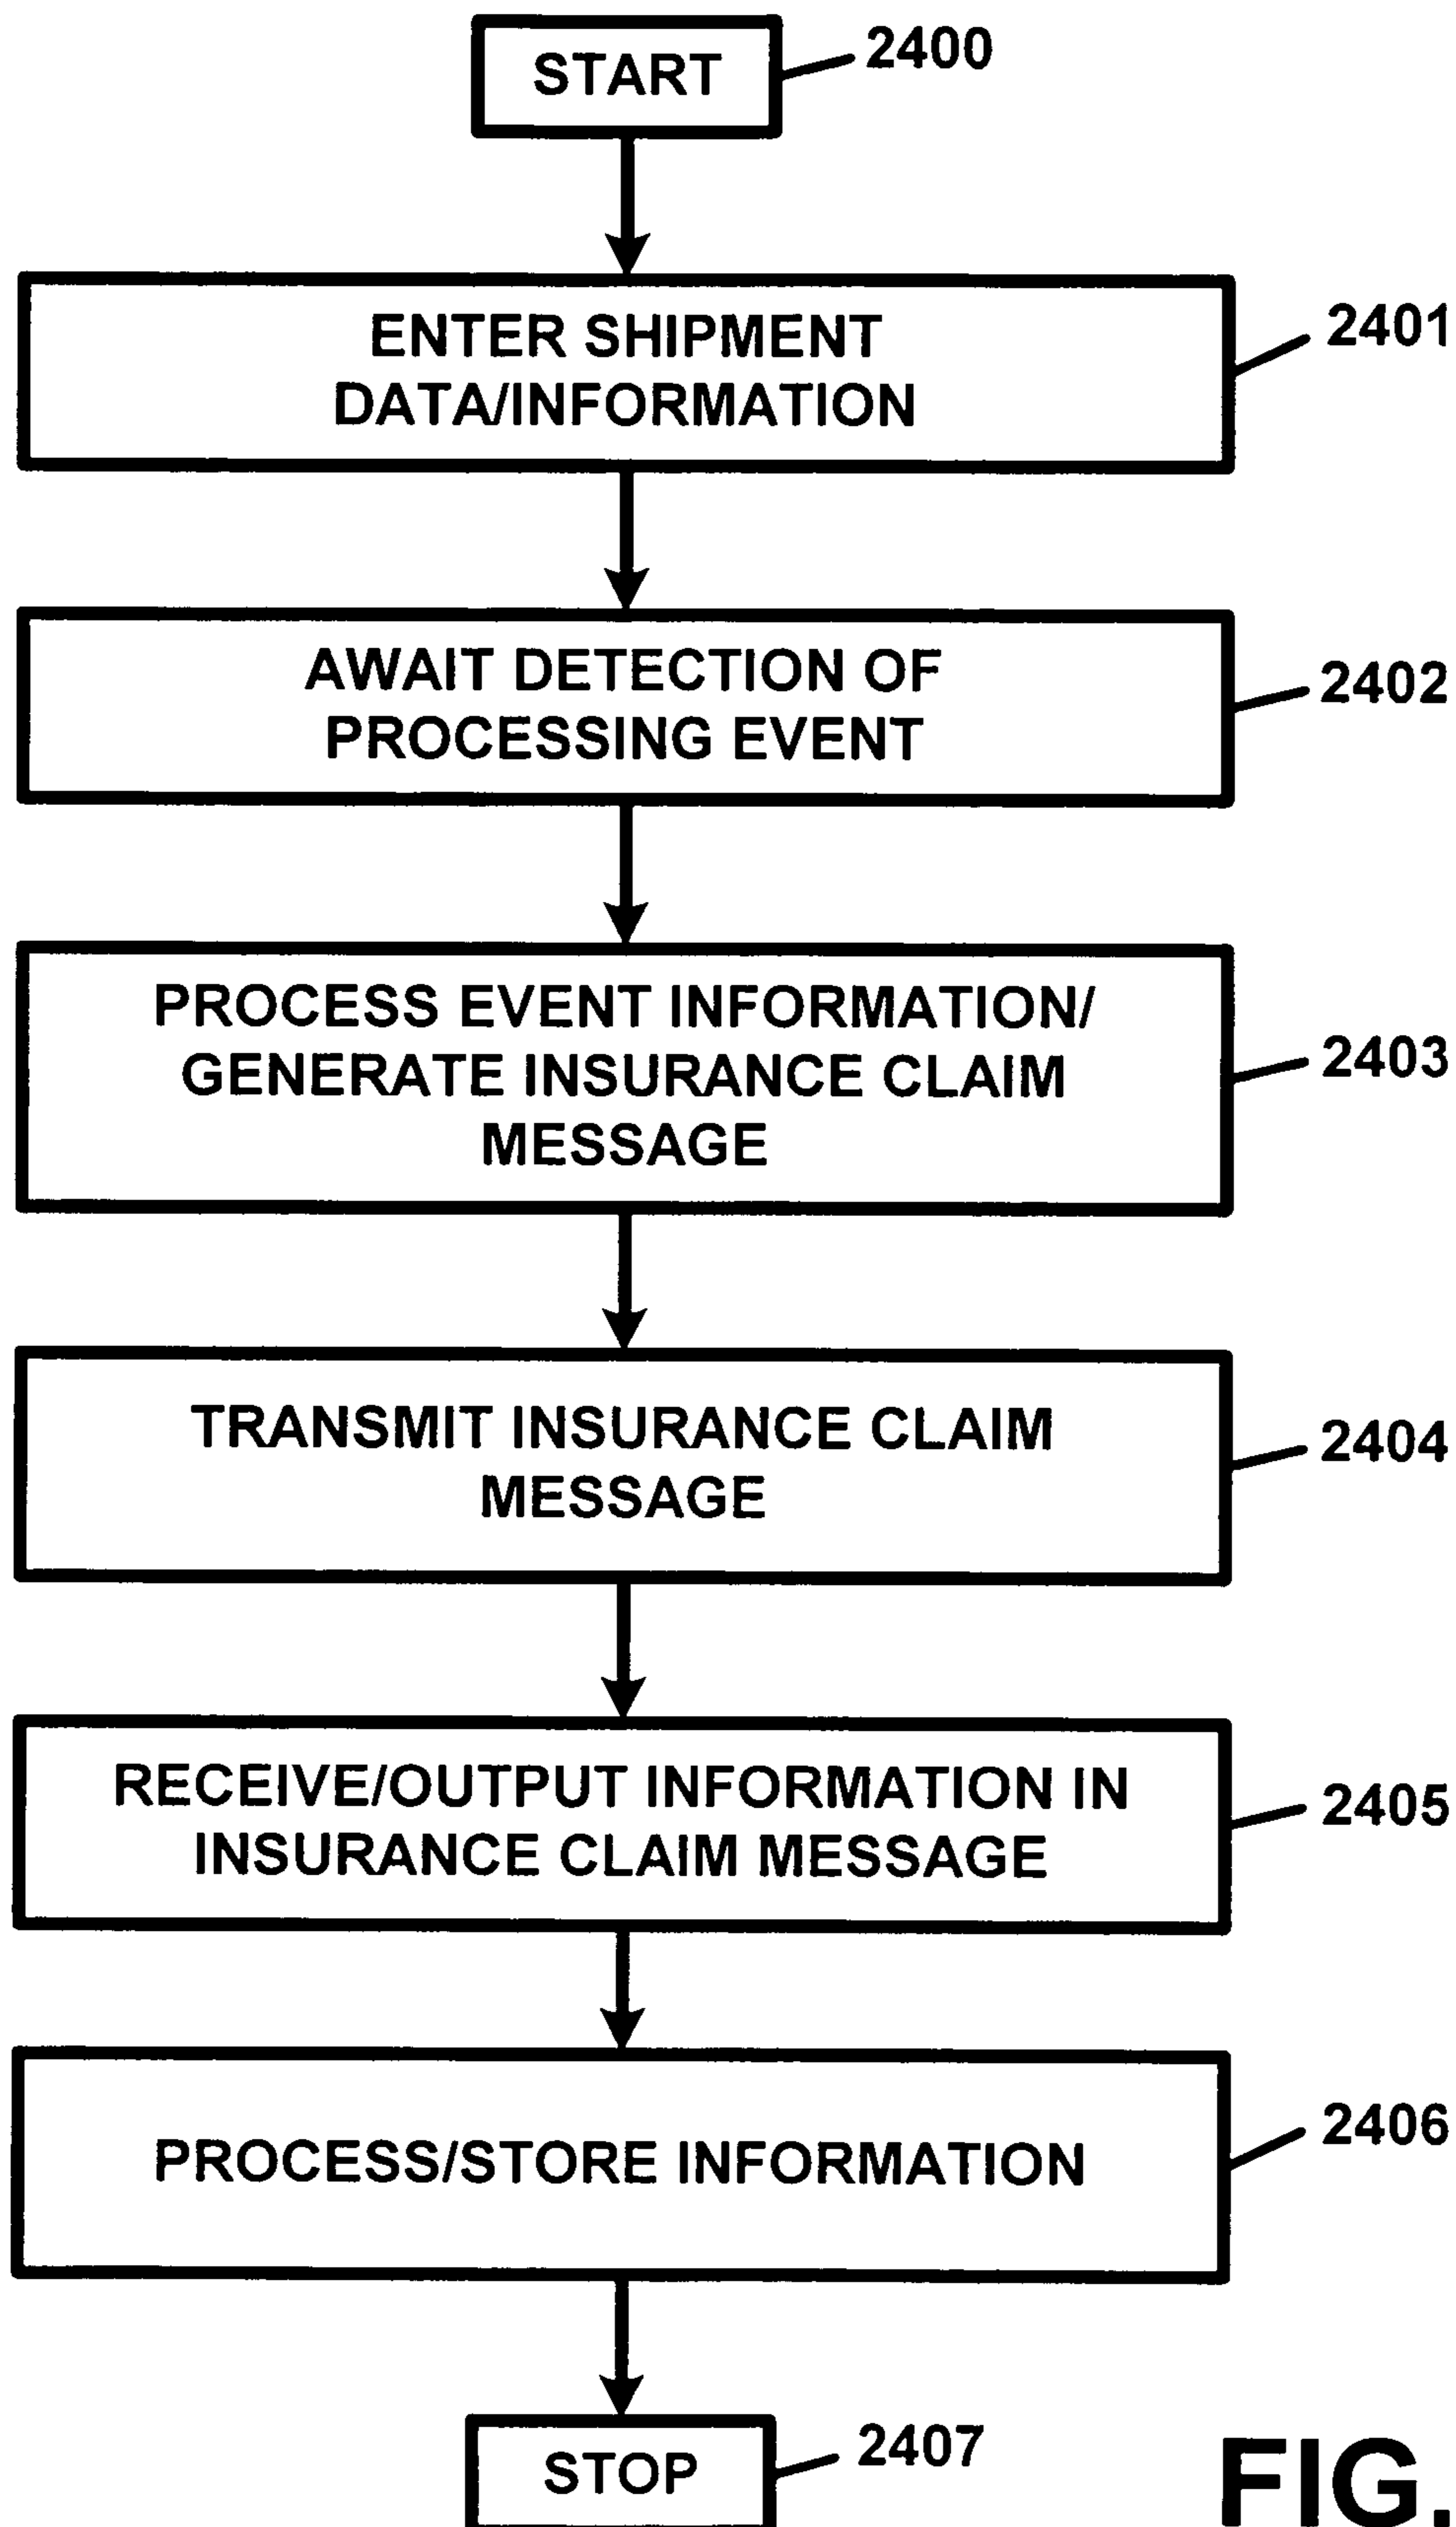 START
2400
ENTER SHIPMENT
DATA/INFORMATION
2401
AWAIT DETECTION OF
PROCESSING EVENT
2402
PROCESS EVENT INFORMATION/
GENERATE INSURANCE CLAIM
MESSAGE
2403
TRANSMIT INSURANCE CLAIM
MESSAGE
2404
RECEIVE/OUTPUT INFORMATION IN
INSURANCE CLAIM MESSAGE
2405
PROCESS/STORE INFORMATION
2406
STOP
2407
FIG.